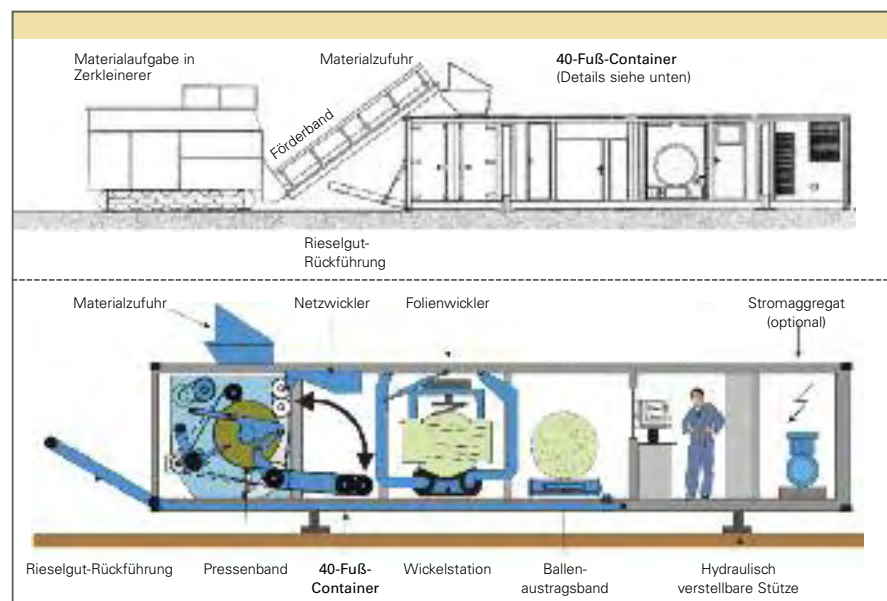 Materialaufgabe in
Zerkleinerer
Materialzufuhr
40-Fuß-Container
(Details siehe unten)
Förderband
Rieselgut-
Rückführung
Materialzufuhr
Netzwickler
Folienwickler
Stromaggregat
(optional)
Rieselgut-Rückführung
Pressenband
40-Fuß-
Container
Wickelstation
Ballen-
austragsband
Hydraulisch
verstellbare Stütze